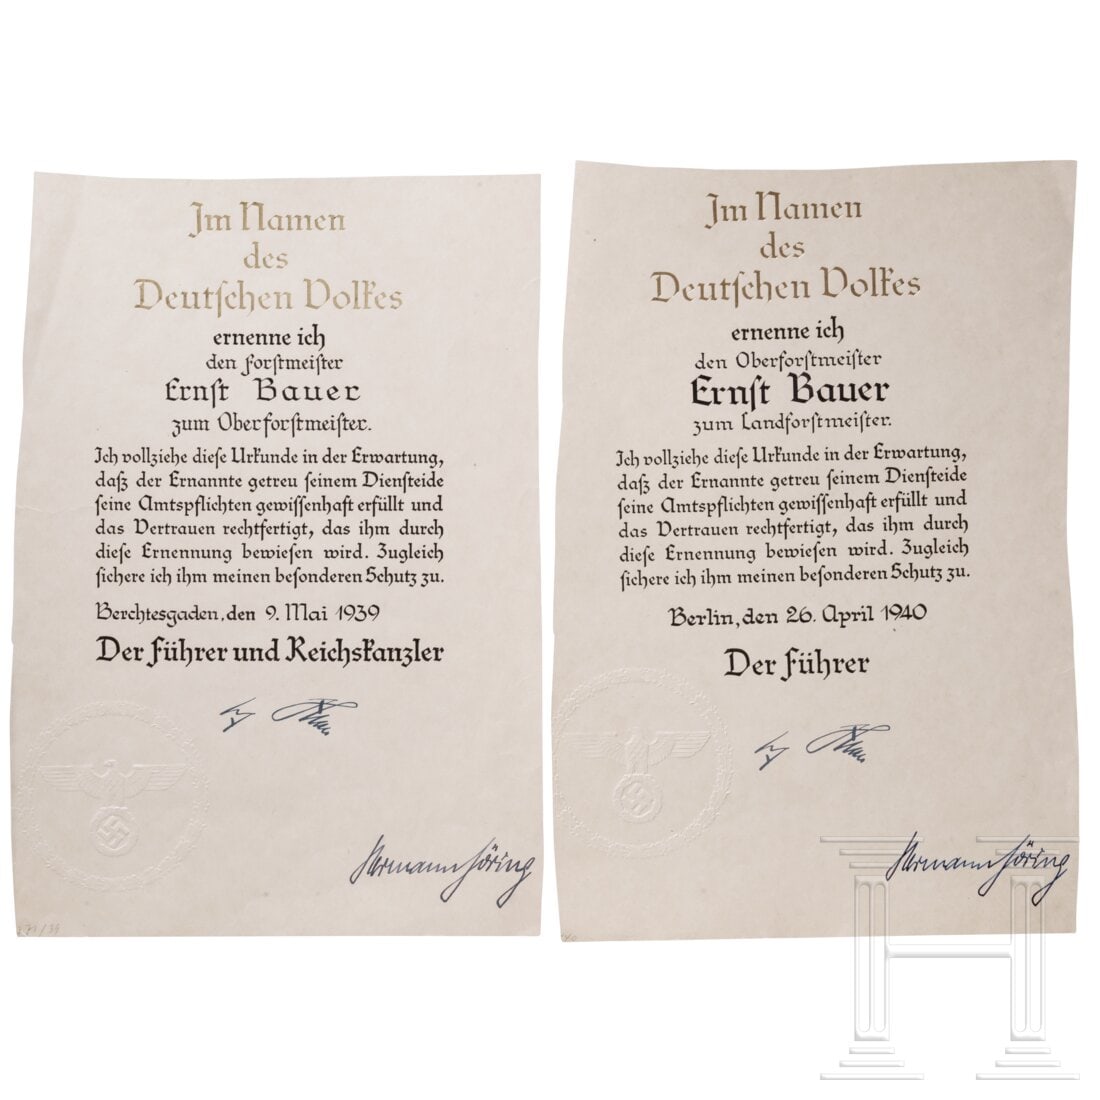 Im Namen
des
Deutſchen Volkes
ernenne ich
den Forſtmeiſter
Ernſt Bauer
zum Oberforſtmeiſter.
Ich vollziehe dieſe Urkunde in der Erwartung,
daß der Ernannte getreu ſeinem Dienſteide
ſeine Amtspflichten gewiſſenhaft erfüllt und
das Vertrauen rechtfertigt, das ihm durch
dieſe Ernennung bewieſen wird. Zugleich
ſichere ich ihm meinen beſonderen Schutz zu.
Berchtesgaden, den 9. Mai 1939
Der Führer und Reichskanzler
Hermann Göring
Im Namen
des
Deutſchen Volkes
ernenne ich
den Oberforſtmeiſter
Ernſt Bauer
zum Landforſtmeiſter.
Ich vollziehe dieſe Urkunde in der Erwartung,
daß der Ernannte getreu ſeinem Dienſteide
ſeine Amtspflichten gewiſſenhaft erfüllt und
das Vertrauen rechtfertigt, das ihm durch
dieſe Ernennung bewieſen wird. Zugleich
ſichere ich ihm meinen beſonderen Schutz zu.
Berlin, den 26. April 1940
Der Führer
Hermann Göring
H